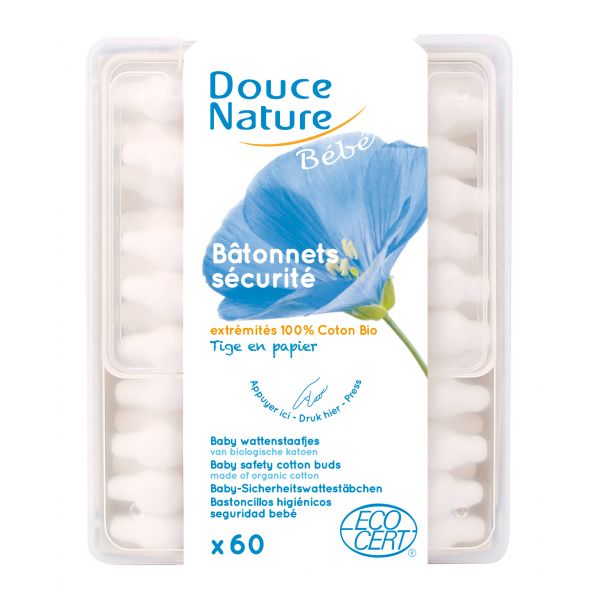 Douce
Nature
Bébé
Bâtonnets
sécurité
extrémités 100% Coton Bio
Tige en papier
Appuyer ici - Druk hier - Press
Baby wattenstaafjes
van biologische katoen
Baby safety cotton buds
made of organic cotton
Baby-Sicherheitswattestäbchen
Bastoncillos higiénicos
seguridad bebé
x 60
ECO
CERT